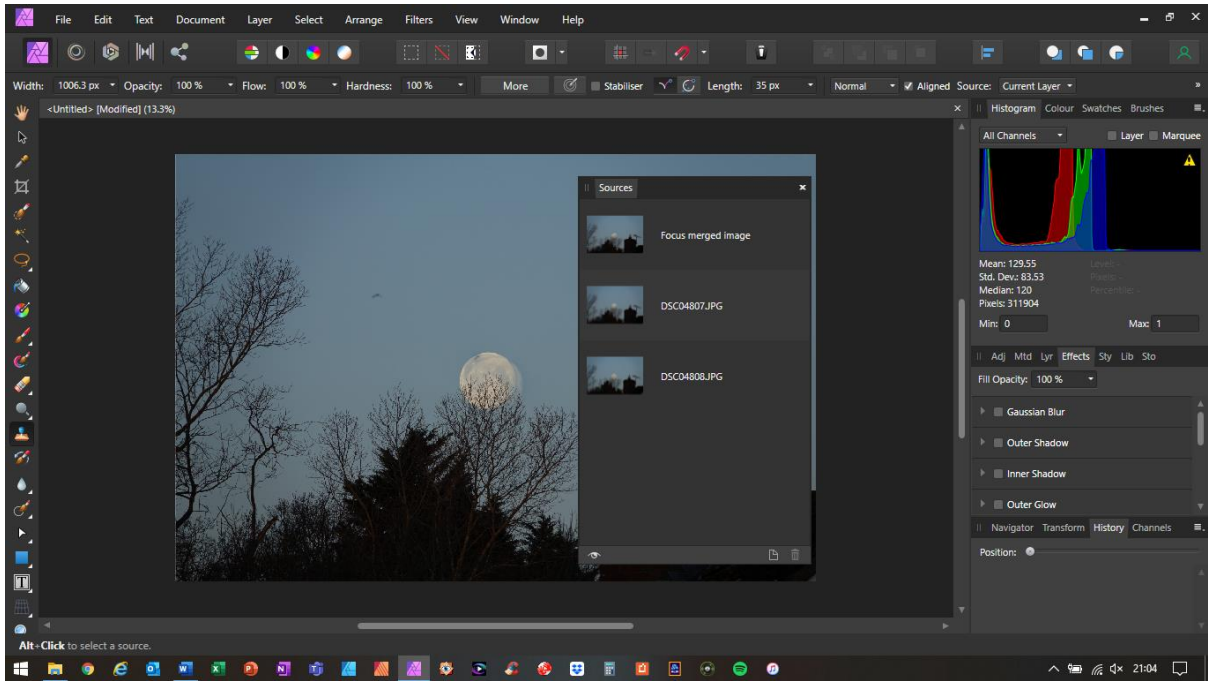 File Edit Text Document Layer Select Arrange Filters View Window Help
Width: 1006.3 px Opacity: 100 % Flow: 100 % Hardness: 100 % More Stabiliser Length: 35 px Normal Aligned Source: Current Layer
<Untitled> [Modified] (13.3%)
Histogram Colour Swatches Brushes
All Channels Layer Marquee
Sources
Focus merged image
DSC04807.JPG
DSC04808.JPG
Mean: 129.55 Level: -
Std. Dev.: 83.53 Pixels: -
Median: 120 Percentile: -
Pixels: 311904
Min: 0 Max: 1
Adj Mtd Lyr Effects Sty Lib Sto
Fill Opacity: 100 %
Gaussian Blur
Outer Shadow
Inner Shadow
Outer Glow
Navigator Transform History Channels
Position:
Alt+Click to select a source.
21:04